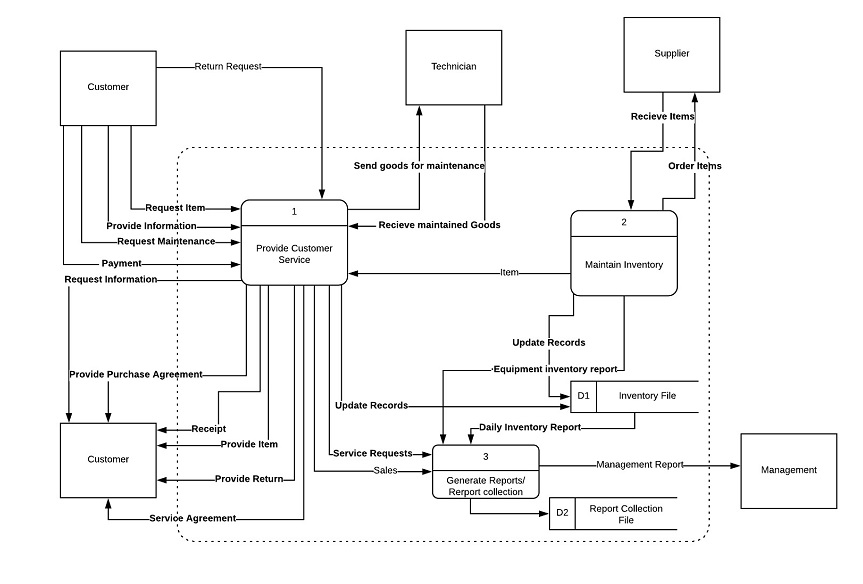 Supplier
Return Request
Technician
Customer
Recieve Items
Send goods for maintenance
Order Items
Request Item
1
2
Provide Information
Recieve maintained Goods
Request Maintenance
Provide Customer
Service
Payment
Maintain Inventory
Item
Request Information
Update Records
Equipment inventory report
Provide Purchase Agreement
D1
Inventory File
Update Records
Receipt
Daily Inventory Report
Provide Item
Service Requests
3
Customer
Management Report
Sales
Management
Provide Return
Generate Reports/
Rerport collection
Report Collection
File
D2
Service Agreement